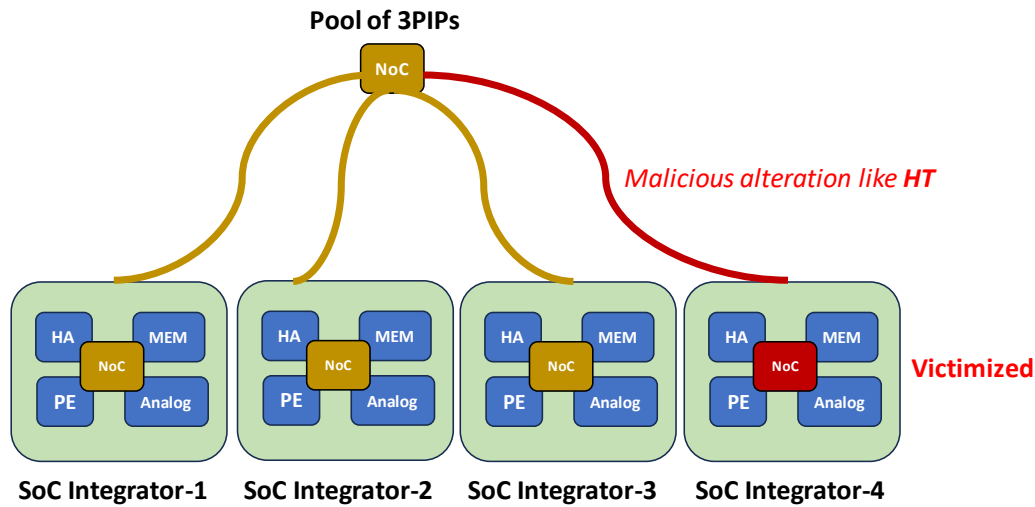 Pool of 3PIPs
NoC
Malicious alteration like HT
HA
MEM
NoC
PE
Analog
HA
MEM
NoC
PE
Analog
HA
MEM
NoC
PE
Analog
HA
MEM
NoC
PE
Analog
Victimized
SoC Integrator-1
SoC Integrator-2
SoC Integrator-3
SoC Integrator-4